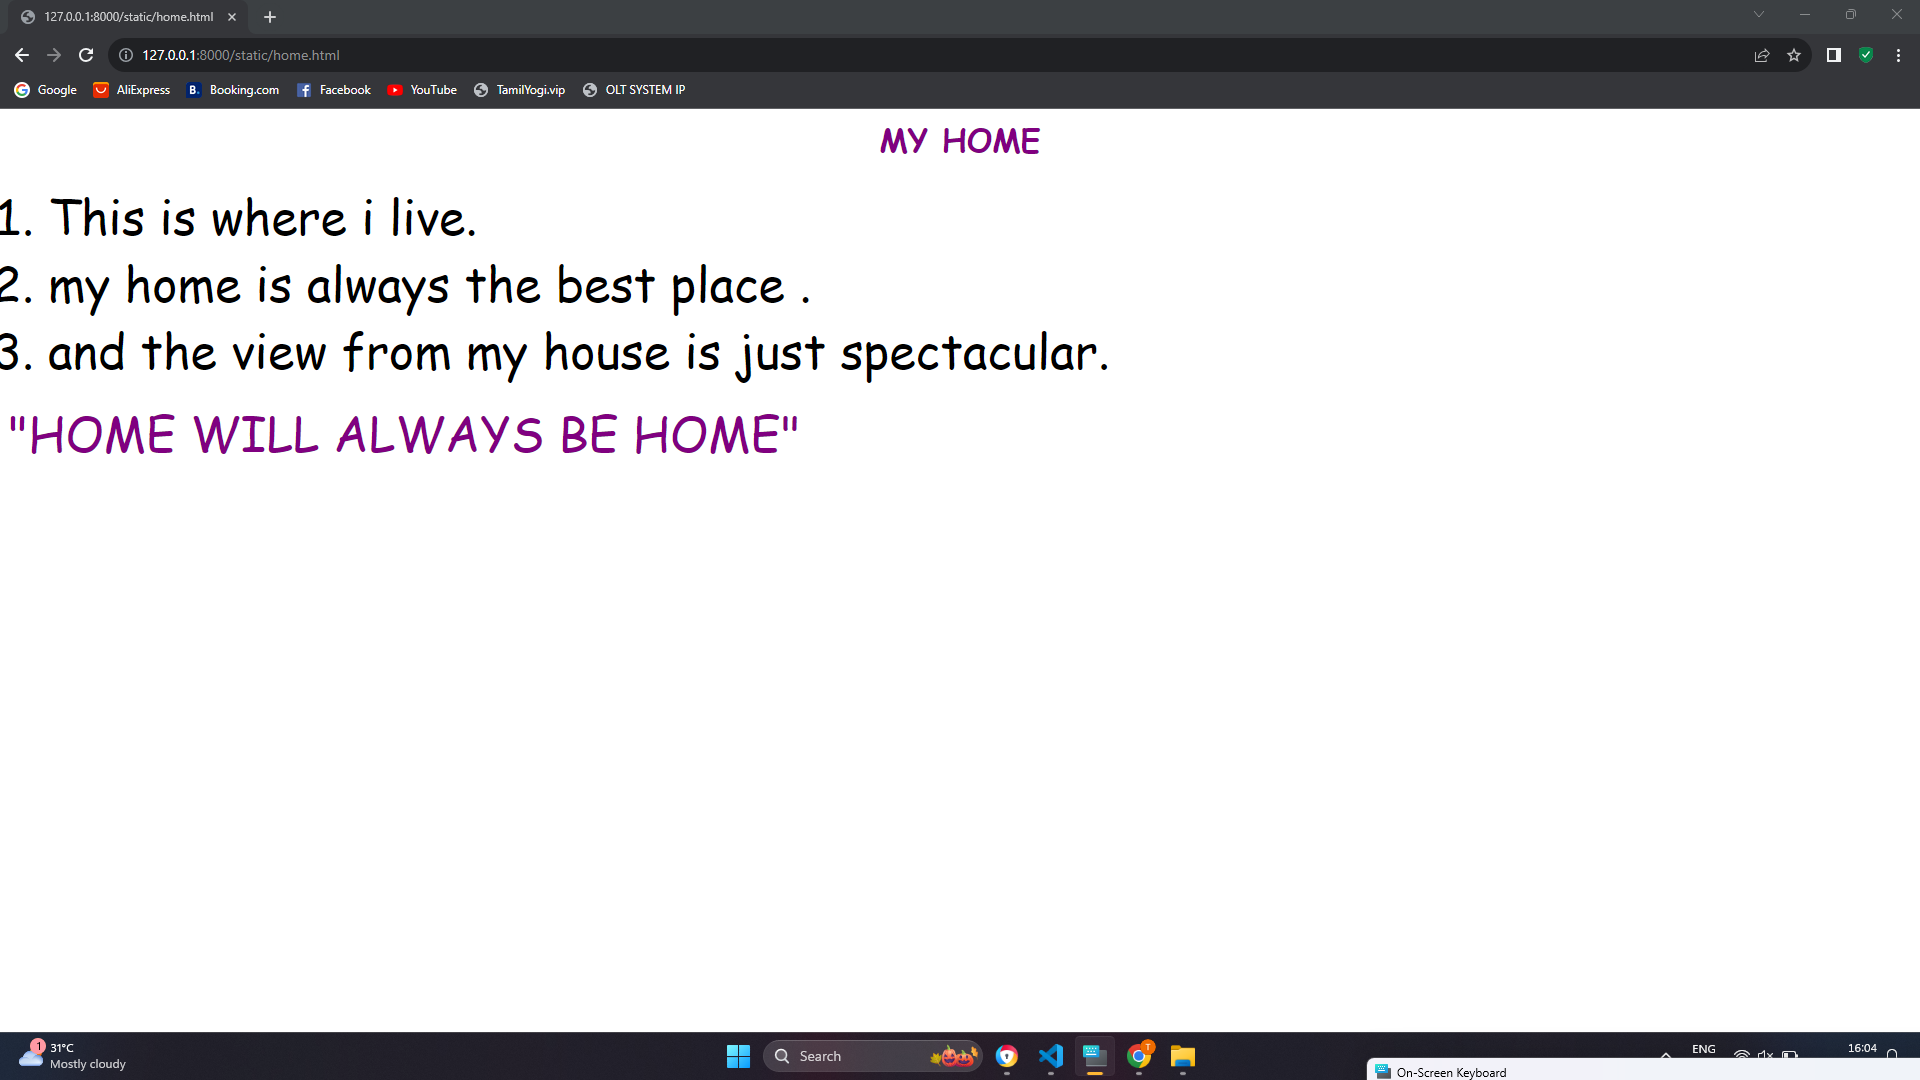 127.0.0.1:8000/static/home.html
127.0.0.1:8000/static/home.html
Google AliExpress Booking.com Facebook YouTube TamilYogi.vip OLT SYSTEM IP
MY HOME
1. This is where i live.
2. my home is always the best place .
3. and the view from my house is just spectacular.
"HOME WILL ALWAYS BE HOME"
1 31°C
Mostly cloudy
Search
T
ENG
16:04
On-Screen Keyboard